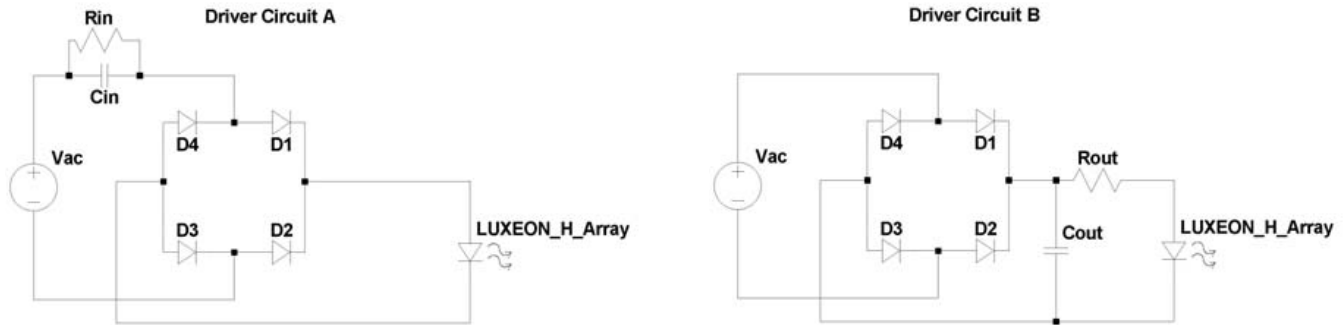 Driver Circuit A
Rin
Cin
D4
D1
Vac
D3
D2
LUXEON_H_Array
Driver Circuit B
D4
D1
Vac
Rout
D3
D2
Cout
LUXEON_H_Array